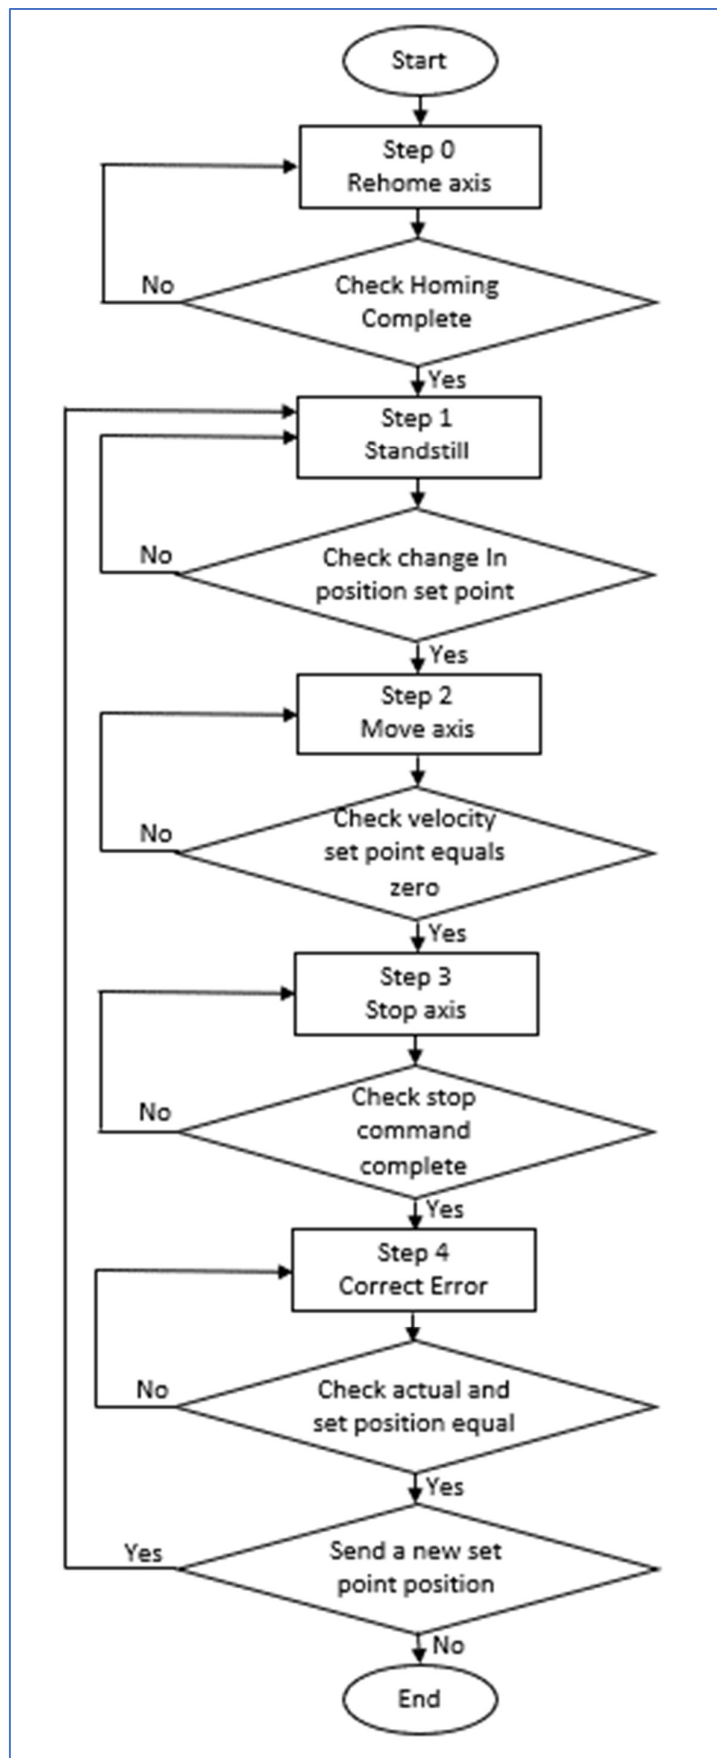 Start
Step 0
Rehome axis
No
Check Homing
Complete
Yes
Step 1
Standstill
No
Check change In
position set point
Yes
Step 2
Move axis
No
Check velocity
set point equals
zero
Yes
Step 3
Stop axis
No
Check stop
command
complete
Yes
Step 4
Correct Error
No
Check actual and
set position equal
Yes
Yes
Send a new set
point position
No
End